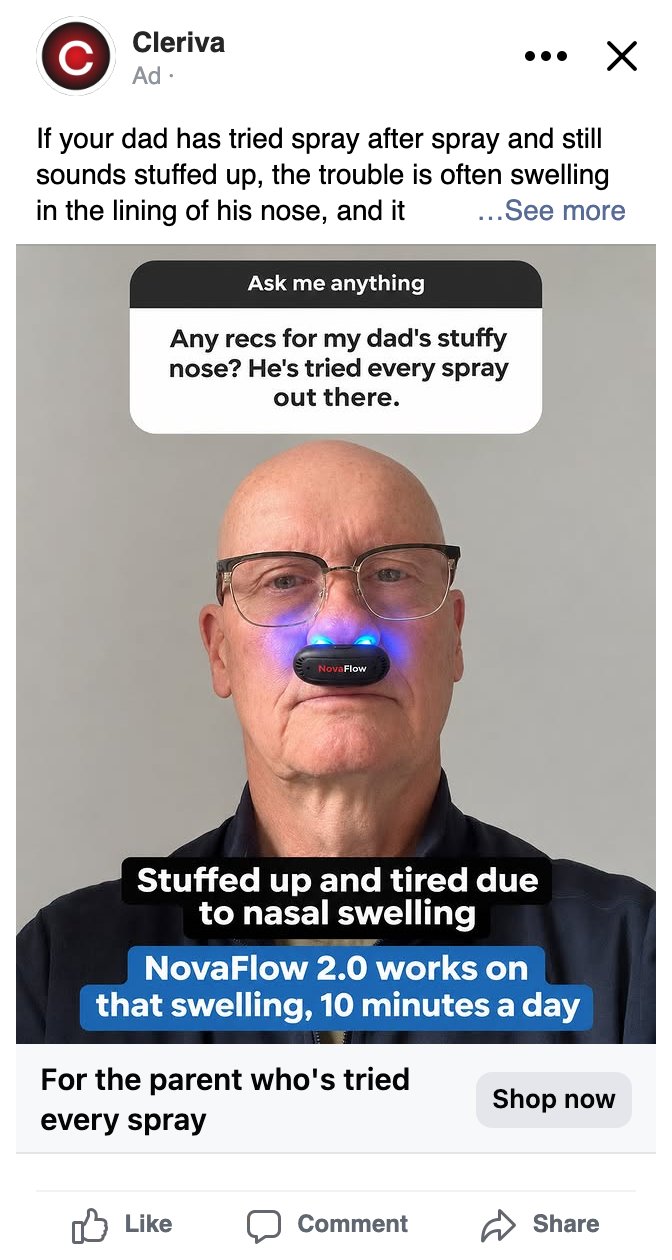 C
Cleriva
Ad ·
If your dad has tried spray after spray and still
sounds stuffed up, the trouble is often swelling
in the lining of his nose, and it ...See more
Ask me anything
Any recs for my dad's stuffy
nose? He's tried every spray
out there.
NovaFlow
Stuffed up and tired due
to nasal swelling
NovaFlow 2.0 works on
that swelling, 10 minutes a day
For the parent who's tried
every spray
Shop now
Like
Comment
Share